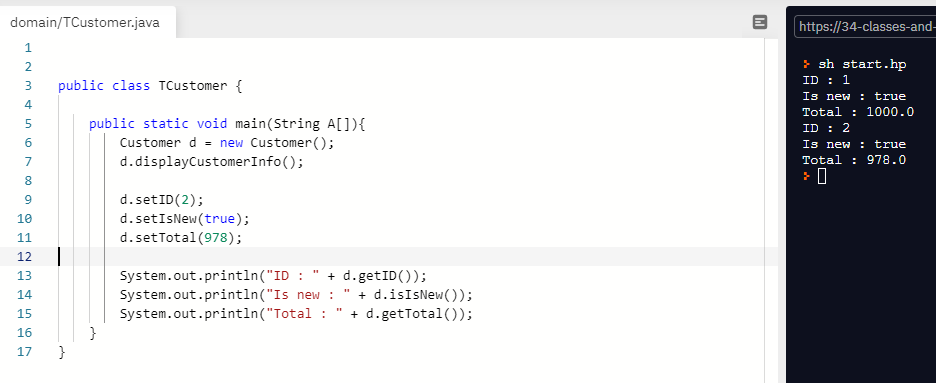 domain/TCustomer.java
1
2
3 public class TCustomer {
4
5 public static void main(String A[]){
6 Customer d = new Customer();
7 d.displayCustomerInfo();
8
9 d.setID(2);
10 d.setIsNew(true);
11 d.setTotal(978);
12
13 System.out.println("ID : " + d.getID());
14 System.out.println("Is new : " + d.isIsNew());
15 System.out.println("Total : " + d.getTotal());
16 }
17 }
https://34-classes-and-
sh start.hp
ID : 1
Is new : true
Total : 1000.0
ID : 2
Is new : true
Total : 978.0